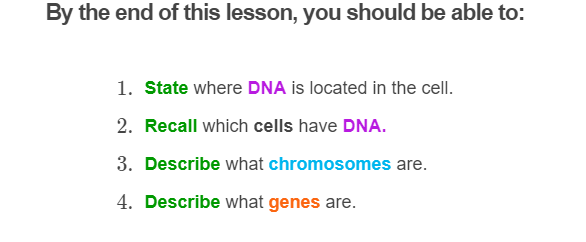 By the end of this lesson, you should be able to:
1. State where DNA is located in the cell.
2. Recall which cells have DNA.
3. Describe what chromosomes are.
4. Describe what genes are.